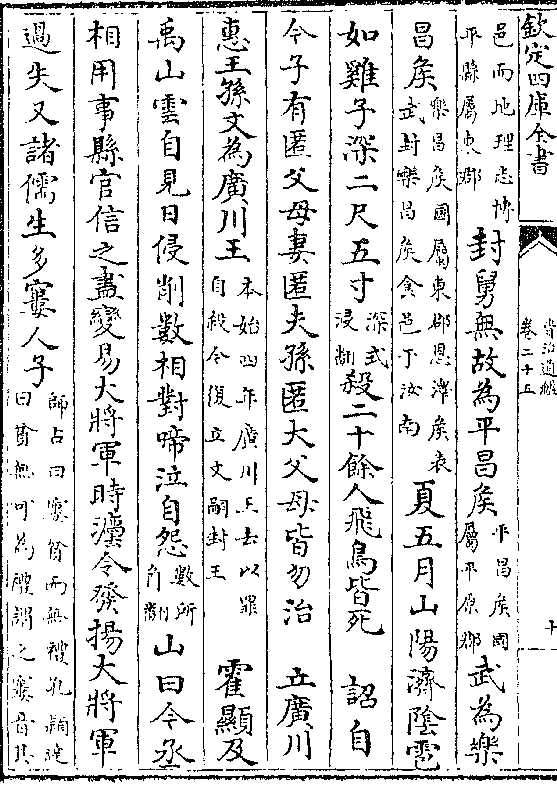 欽定四庫全書
資治通鑑
卷二十五
十
邑而地理志博
平縣屬東郡
封舅無故為平昌侯
平昌侯國
屬平原郡
武為樂
昌侯
樂昌侯國屬東郡恩澤侯表
武封樂昌侯食邑于汝南
夏五月山陽濟陰雹
如雞子深二尺五寸
深式
浸翻
殺二十餘人飛鳥皆死 詔自
今子有匿父母妻匿夫孫匿大父母皆勿治 立廣川
惠王孫文為廣川王
本始四年廣川王去以罪
自殺今復立文嗣封王
霍顯及
禹山雲自見日侵削數相對啼泣自怨
數所
角翻
山曰今丞
相用事縣官信之盡變易大將軍時灋令發揚大將軍
過失又諸儒生多窶人子
師古曰窶貧而無禮孔穎達
曰貧無可為禮謂之窶音其